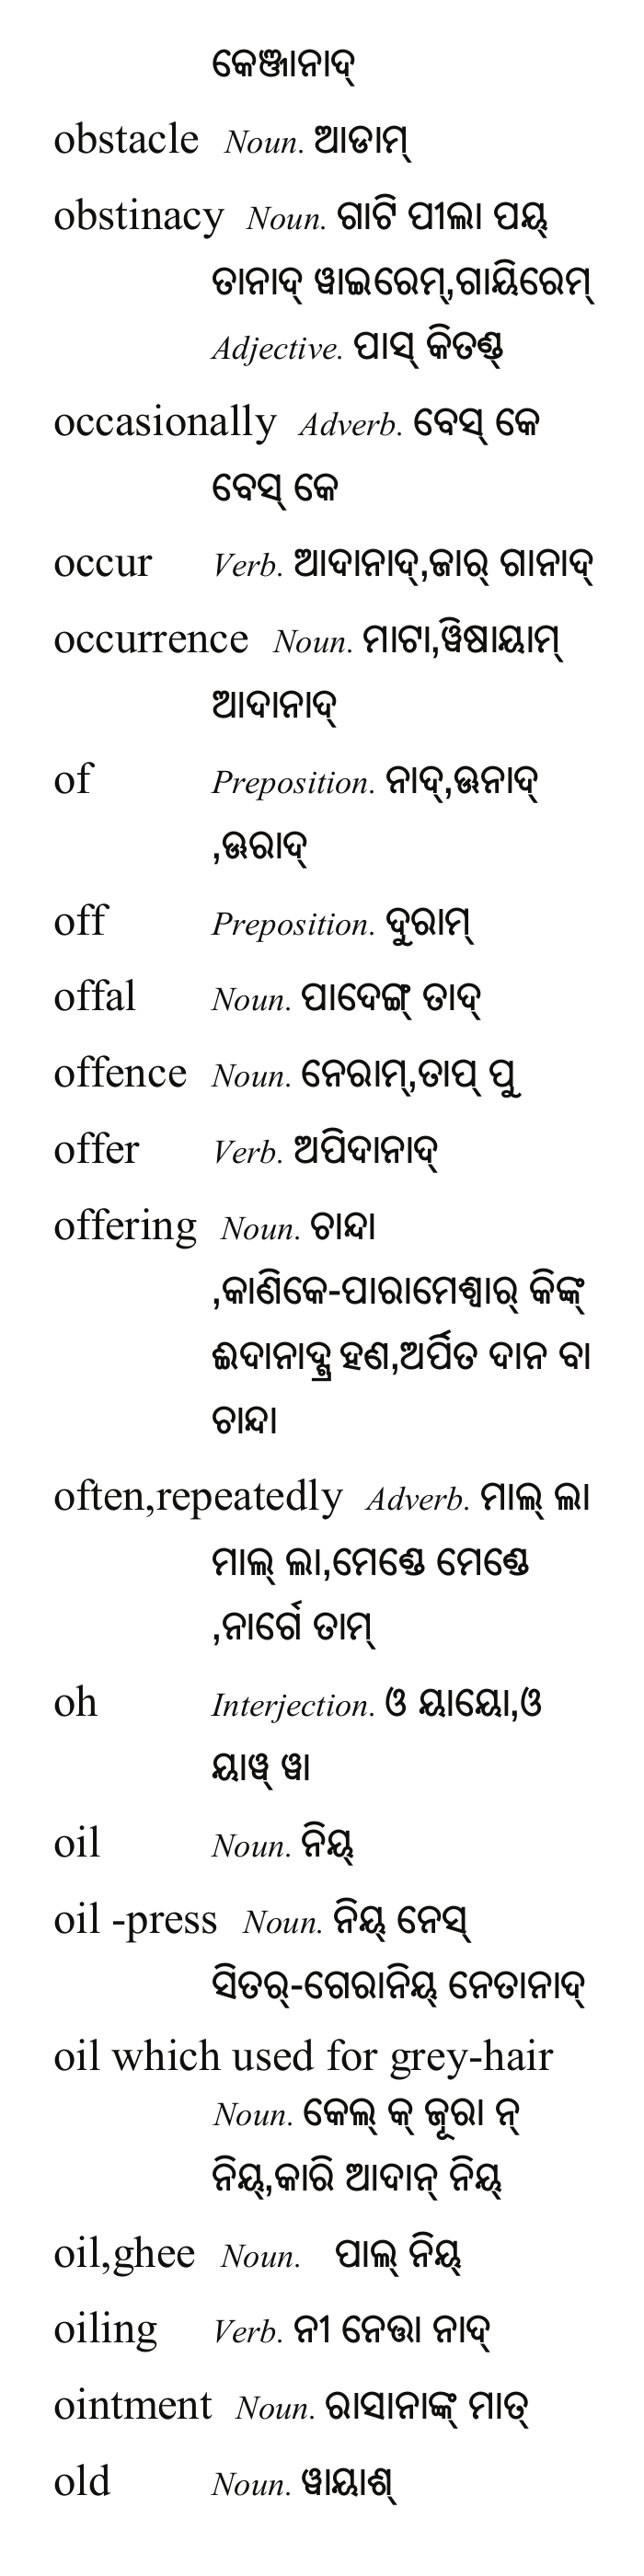 କେଞ୍ଜାନାଦ୍
obstacle Noun. ଆଡାମ୍
obstinacy Noun. ଗାଟି ପୀଲା ପୟ୍
ତାନାଦ୍ ୱାଇରେମ୍,ଗାୟିରେମ୍
Adjective. ପାସ୍ କିତଣ୍ଡ୍
occasionally Adverb. ବେସ୍ କେ
ବେସ୍ କେ
occur Verb. ଆଦାନାଦ୍,ଜାର୍ ଗାନାଦ୍
occurrence Noun. ମାଟା,ୱିଷାୟାମ୍
ଆଦାନାଦ୍
of Preposition. ନାଦ୍,ଊନାଦ୍
,ଊରାଦ୍
off Preposition. ଦୁରାମ୍
offal Noun. ପାଦେଙ୍ଗ୍ ତାଦ୍
offence Noun. ନେରାମ୍,ତାପ୍ ପୁ
offer Verb. ଅପିଦାନାଦ୍
offering Noun. ଚାନ୍ଦା
,କାଣିକେ-ପାରାମେଶ୍ୱାର୍ କିଙ୍କ୍
ଈଦାନାଦ୍ଗ୍ର ହଣ,ଅର୍ପିତ ଦାନ ବା
ଚାନ୍ଦା
often,repeatedly Adverb. ମାଲ୍ ଲା
ମାଲ୍ ଲା,ମେଣ୍ଡେ ମେଣ୍ଡେ
,ନାର୍ଗେ ତାମ୍
oh Interjection. ଓ ୟାୟୋ,ଓ
ୟାୱ୍ ୱା
oil Noun. ନିୟ୍
oil -press Noun. ନିୟ୍ ନେସ୍
ସିତର୍-ଗେରାନିୟ୍ ନେତାନାଦ୍
oil which used for grey-hair
Noun. କେଲ୍ କ୍ ଜୂରା ନ୍
ନିୟ୍,କାରି ଆଦାନ୍ ନିୟ୍
oil,ghee Noun. ପାଲ୍ ନିୟ୍
oiling Verb. ନୀ ନେତ୍ତା ନାଦ୍
ointment Noun. ରାସାନାଙ୍କ୍ ମାତ୍
old Noun. ୱାୟାଶ୍